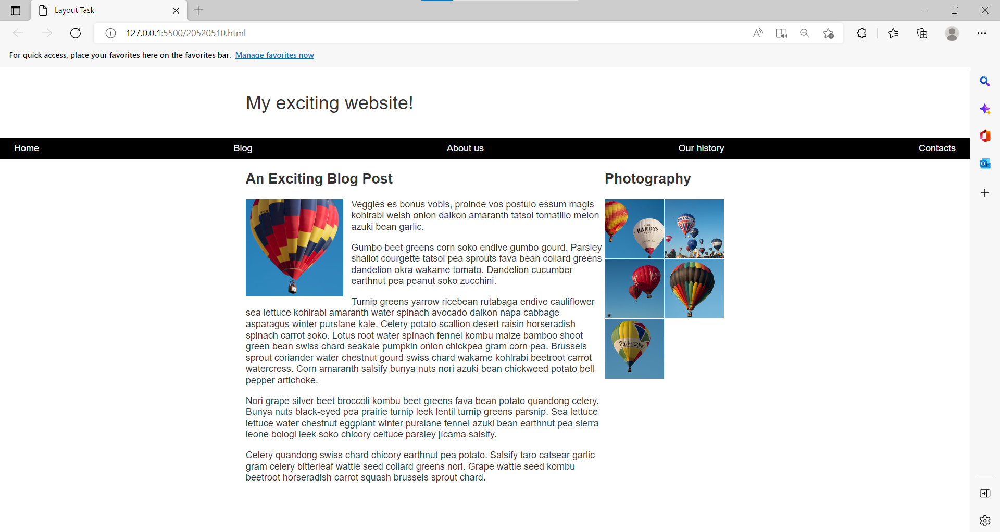 Layout Task
127.0.0.1:5500/20520510.html
For quick access, place your favorites here on the favorites bar. Manage favorites now
My exciting website!
Home Blog About us Our history Contacts
An Exciting Blog Post
Veggies es bonus vobis, proinde vos postulo essum magis
kohlrabi welsh onion daikon amaranth tatsoi tomatillo melon
azuki bean garlic.
Gumbo beet greens corn soko endive gumbo gourd. Parsley
shallot courgette tatsoi pea sprouts fava bean collard greens
dandelion okra wakame tomato. Dandelion cucumber
earthnut pea peanut soko zucchini.
Turnip greens yarrow ricebean rutabaga endive cauliflower
sea lettuce kohlrabi amaranth water spinach avocado daikon napa cabbage
asparagus winter purslane kale. Celery potato scallion desert raisin horseradish
spinach carrot soko. Lotus root water spinach fennel kombu maize bamboo shoot
green bean swiss chard seakale pumpkin onion chickpea gram corn pea. Brussels
sprout coriander water chestnut gourd swiss chard wakame kohlrabi beetroot carrot
watercress. Corn amaranth salsify bunya nuts nori azuki bean chickweed potato bell
pepper artichoke.
Nori grape silver beet broccoli kombu beet greens fava bean potato quandong celery.
Bunya nuts black-eyed pea prairie turnip leek lentil turnip greens parsnip. Sea lettuce
lettuce water chestnut eggplant winter purslane fennel azuki bean earthnut pea sierra
leone bologi leek soko chicory celtuce parsley jícama salsify.
Celery quandong swiss chard chicory earthnut pea potato. Salsify taro catsear garlic
gram celery bitterleaf wattle seed collard greens nori. Grape wattle seed kombu
beetroot horseradish carrot squash brussels sprout chard.
Photography
HARDYS
Pattersons